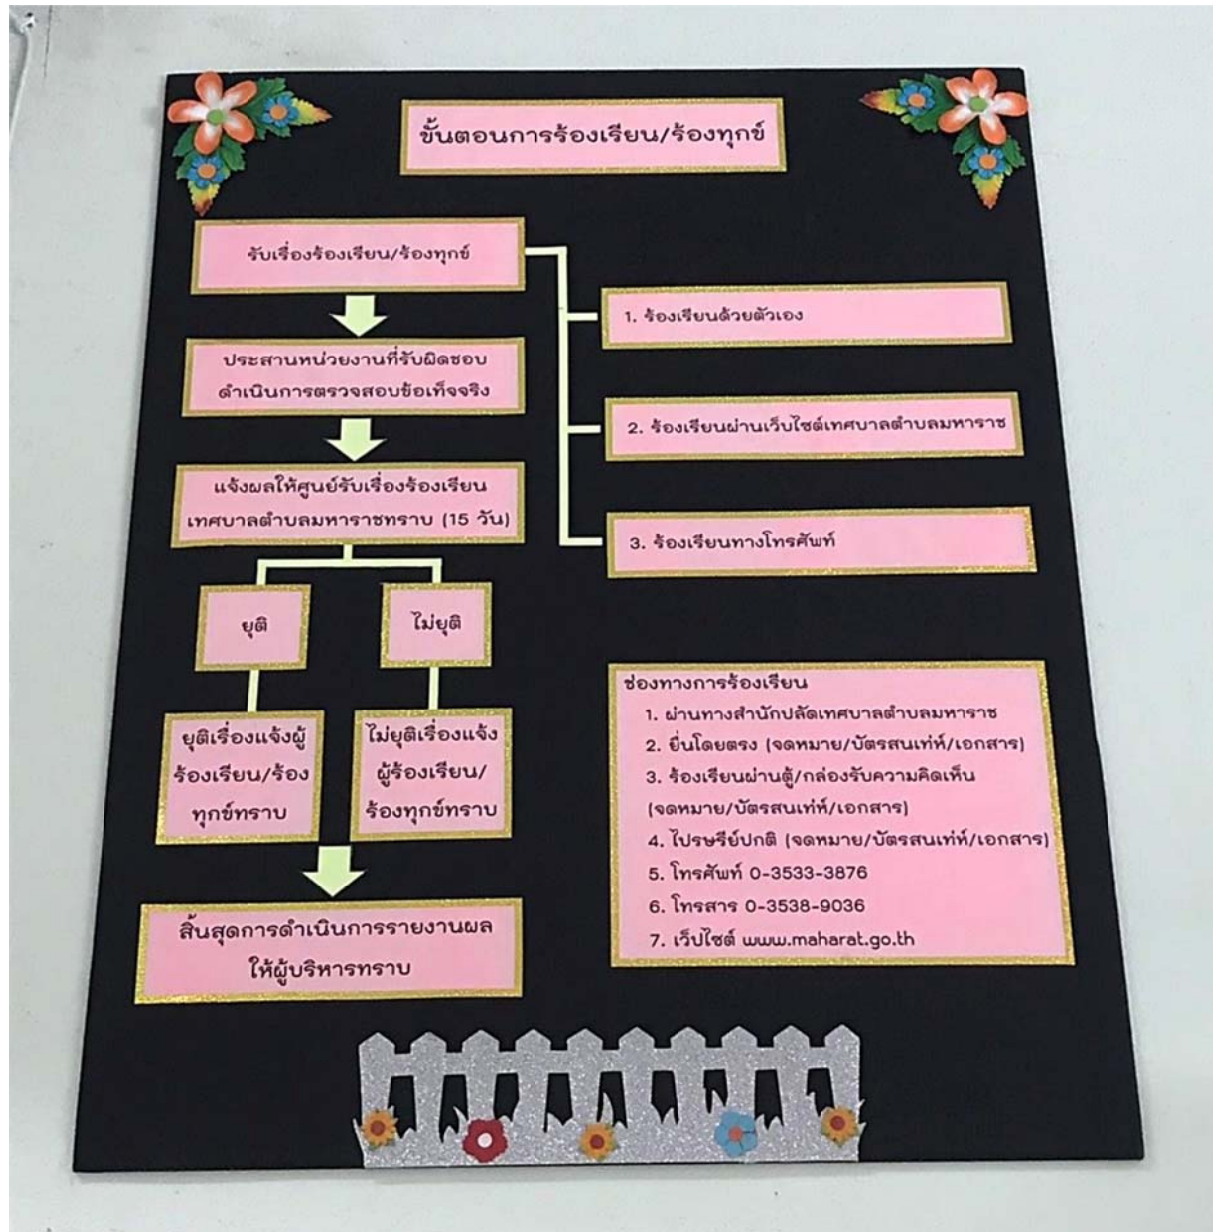 ขั้นตอนการร้องเรียน/ร้องทุกข์
รับเรื่องร้องเรียน/ร้องทุกข์
1. ร้องเรียนด้วยตัวเอง
2. ร้องเรียนผ่านเว็บไซต์เทศบาลตำบลมหาราช
3. ร้องเรียนทางโทรศัพท์
ประสานหน่วยงานที่รับผิดชอบ
ดำเนินการตรวจสอบข้อเท็จจริง
แจ้งผลให้ศูนย์รับเรื่องร้องเรียน
เทศบาลตำบลมหาราชทราบ (15 วัน)
ยุติ
ไม่ยุติ
ยุติเรื่องแจ้งผู้
ร้องเรียน/ร้อง
ทุกข์ทราบ
ไม่ยุติเรื่องแจ้ง
ผู้ร้องเรียน/
ร้องทุกข์ทราบ
สิ้นสุดการดำเนินการรายงานผล
ให้ผู้บริหารทราบ
ช่องทางการร้องเรียน
1. ผ่านทางสำนักปลัดเทศบาลตำบลมหาราช
2. ยื่นโดยตรง (จดหมาย/บัตรสนเท่ห์/เอกสาร)
3. ร้องเรียนผ่านตู้/กล่องรับความคิดเห็น
(จดหมาย/บัตรสนเท่ห์/เอกสาร)
4. ไปรษรีย์ปกติ (จดหมาย/บัตรสนเท่ห์/เอกสาร)
5. โทรศัพท์ 0-3533-3876
6. โทรสาร 0-3538-9036
7. เว็ปไซต์ www.maharat.go.th